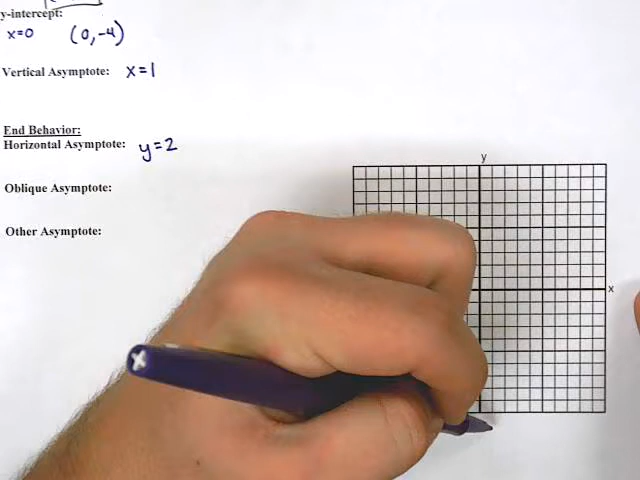 y-intercept:
x=0 (0,-4)
Vertical Asymptote: x=1
End Behavior:
Horizontal Asymptote: y=2
y
Oblique Asymptote:
Other Asymptote:
x